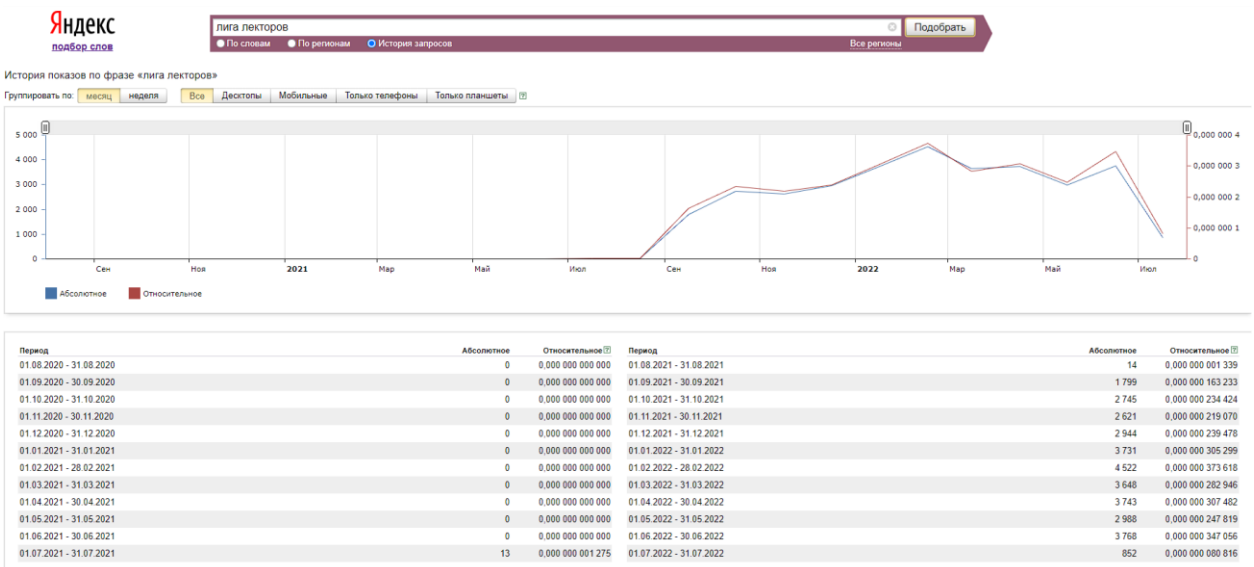 Яндекс
подбор слов
лига лекторов
Подобрать
По словам По регионам История запросов Все регионы
История показов по фразе «лига лекторов»
Группировать по: месяц неделя Все Десктопы Мобильные Только телефоны Только планшеты ?
5 000 0,000 000 4
4 000 0,000 000 3
3 000
2 000 0,000 000 2
1 000 0,000 000 1
0 0
Сен Ноя 2021 Мар Май Июл Сен Ноя 2022 Мар Май Июл
Абсолютное Относительное
Период Абсолютное Относительное ? Период Абсолютное Относительное ?
01.08.2020 - 31.08.2020 0 0,000 000 000 000 01.08.2021 - 31.08.2021 14 0,000 000 001 339
01.09.2020 - 30.09.2020 0 0,000 000 000 000 01.09.2021 - 30.09.2021 1 799 0,000 000 163 233
01.10.2020 - 31.10.2020 0 0,000 000 000 000 01.10.2021 - 31.10.2021 2 745 0,000 000 234 424
01.11.2020 - 30.11.2020 0 0,000 000 000 000 01.11.2021 - 30.11.2021 2 621 0,000 000 219 070
01.12.2020 - 31.12.2020 0 0,000 000 000 000 01.12.2021 - 31.12.2021 2 944 0,000 000 239 478
01.01.2021 - 31.01.2021 0 0,000 000 000 000 01.01.2022 - 31.01.2022 3 731 0,000 000 305 299
01.02.2021 - 28.02.2021 0 0,000 000 000 000 01.02.2022 - 28.02.2022 4 522 0,000 000 373 618
01.03.2021 - 31.03.2021 0 0,000 000 000 000 01.03.2022 - 31.03.2022 3 648 0,000 000 282 946
01.04.2021 - 30.04.2021 0 0,000 000 000 000 01.04.2022 - 30.04.2022 3 743 0,000 000 307 482
01.05.2021 - 31.05.2021 0 0,000 000 000 000 01.05.2022 - 31.05.2022 2 988 0,000 000 247 819
01.06.2021 - 30.06.2021 0 0,000 000 000 000 01.06.2022 - 30.06.2022 3 768 0,000 000 347 056
01.07.2021 - 31.07.2021 13 0,000 000 001 275 01.07.2022 - 31.07.2022 852 0,000 000 080 816